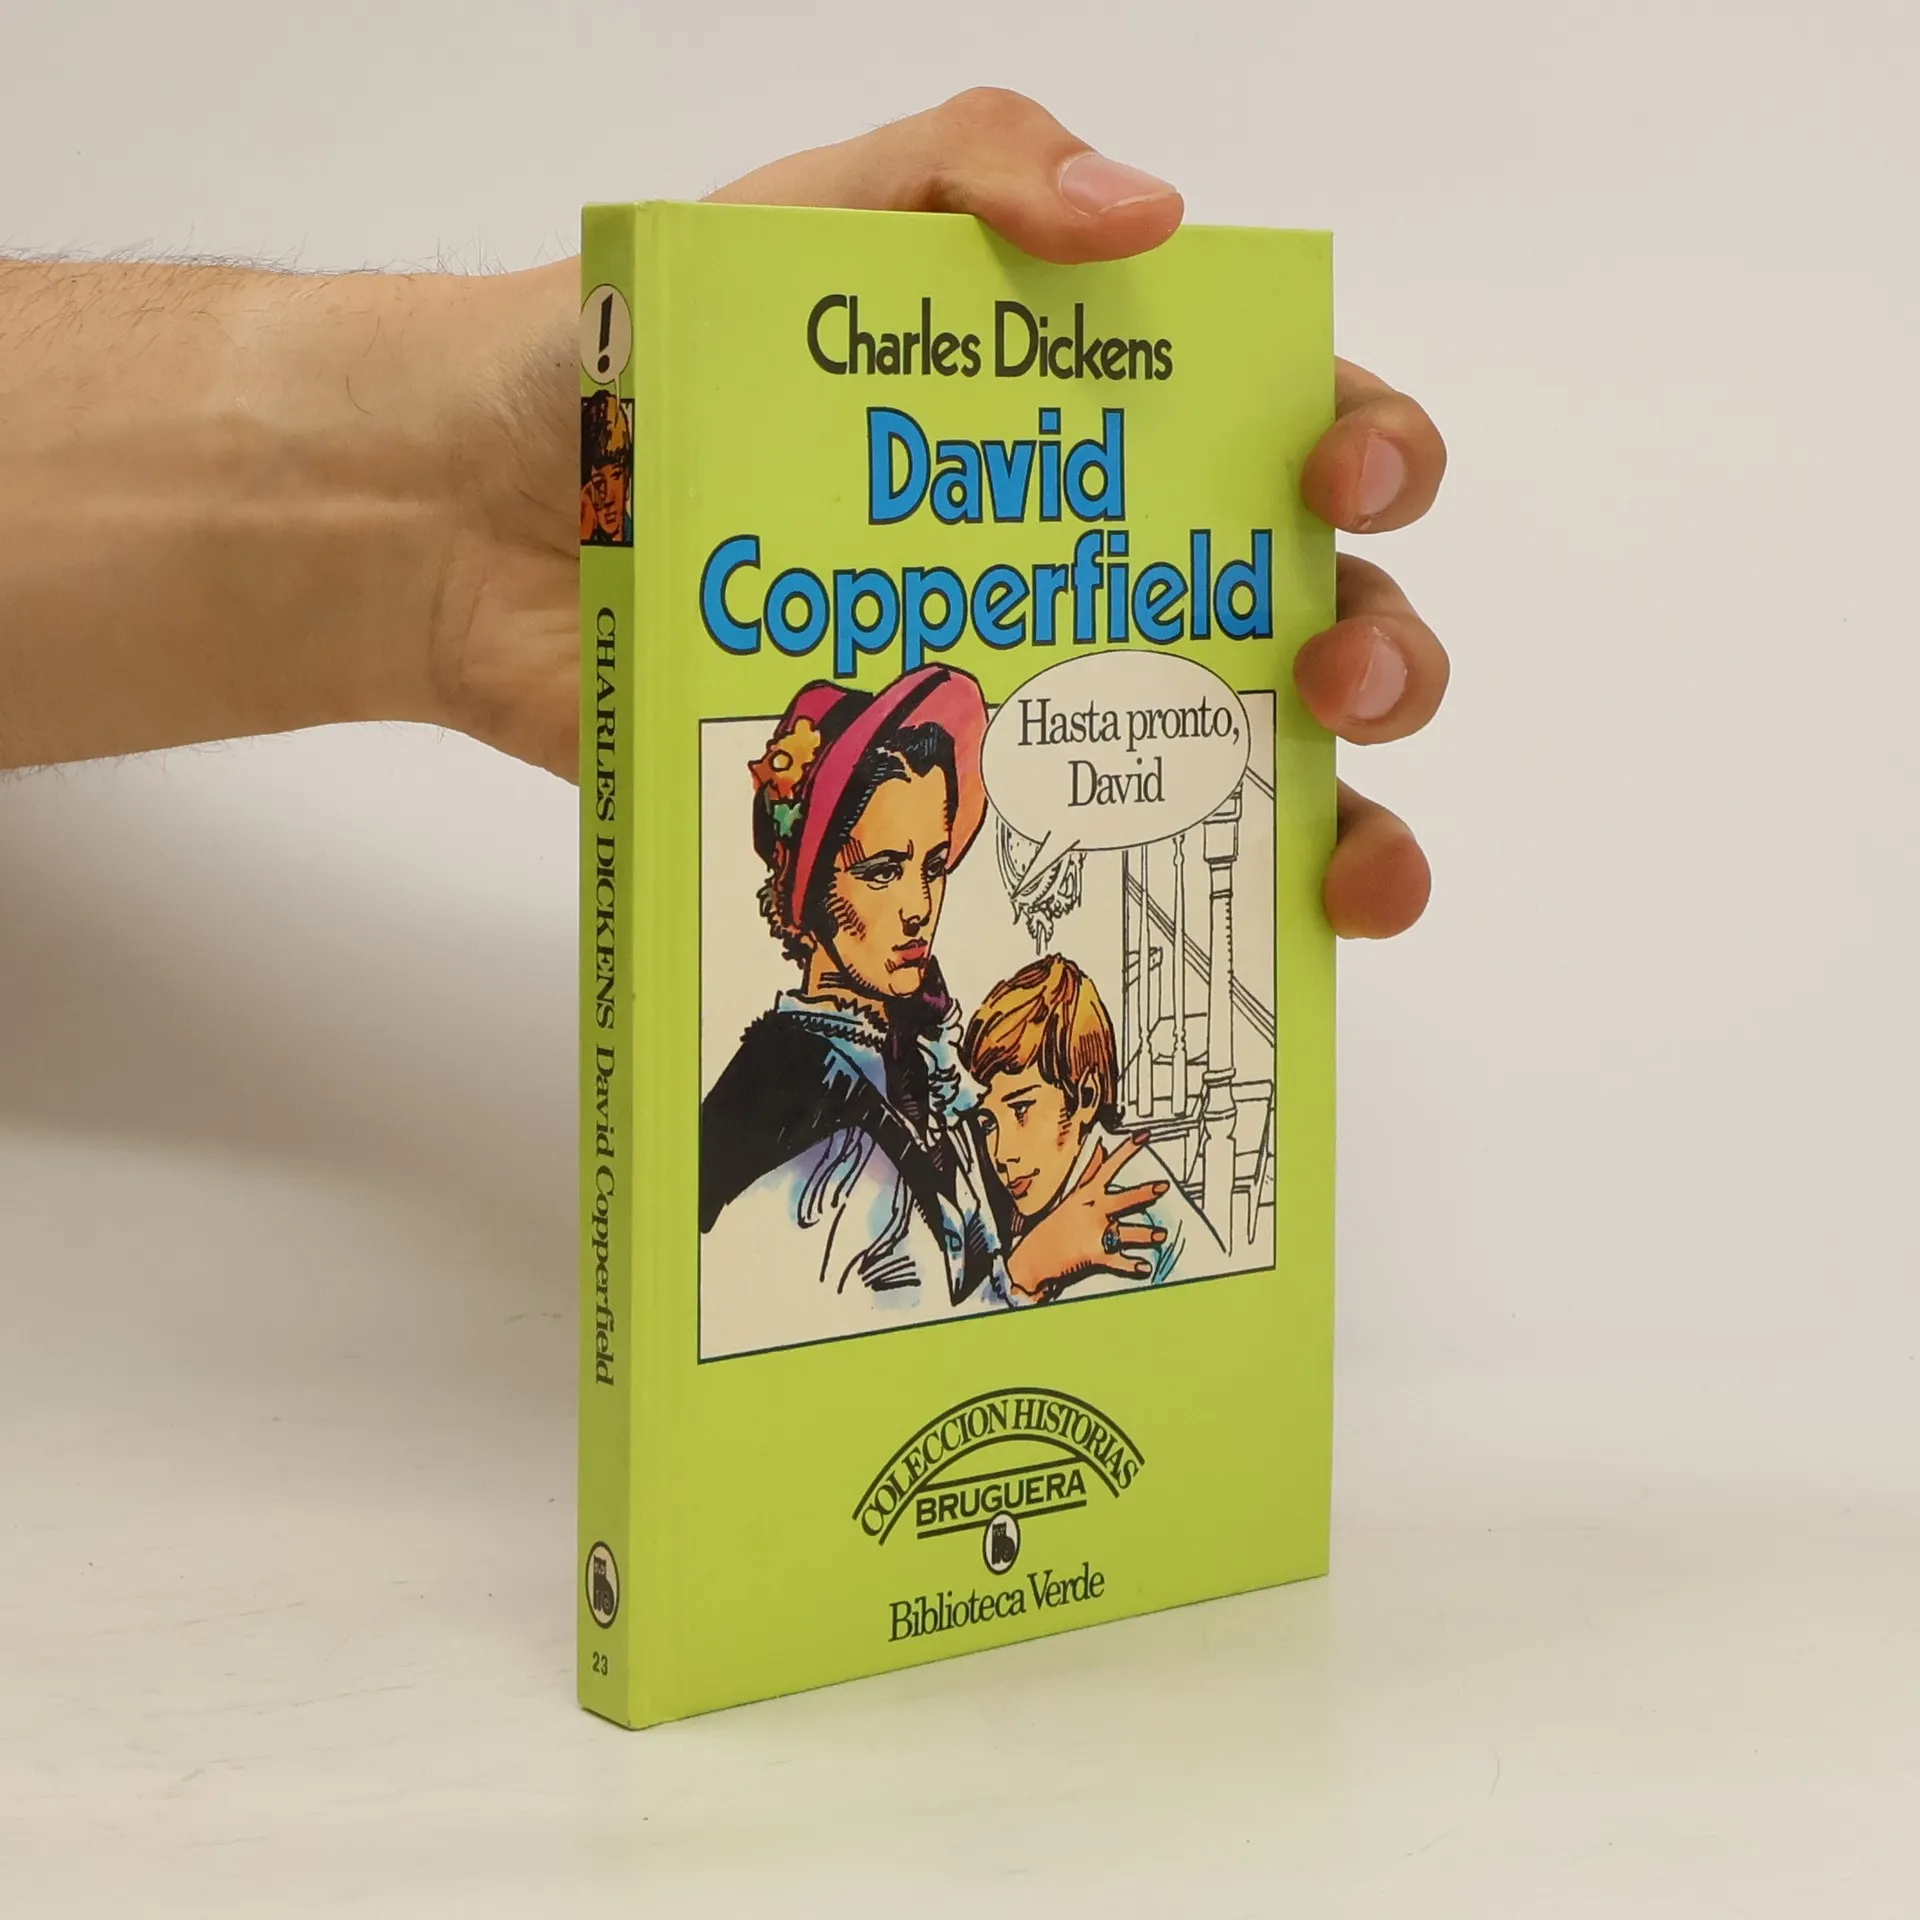 Charles Dickens
David
Copperfield
Hasta pronto,
David
COLECCION HISTORIAS
BRUGUERA
Biblioteca Verde
!
CHARLES DICKENS David Copperfield
23